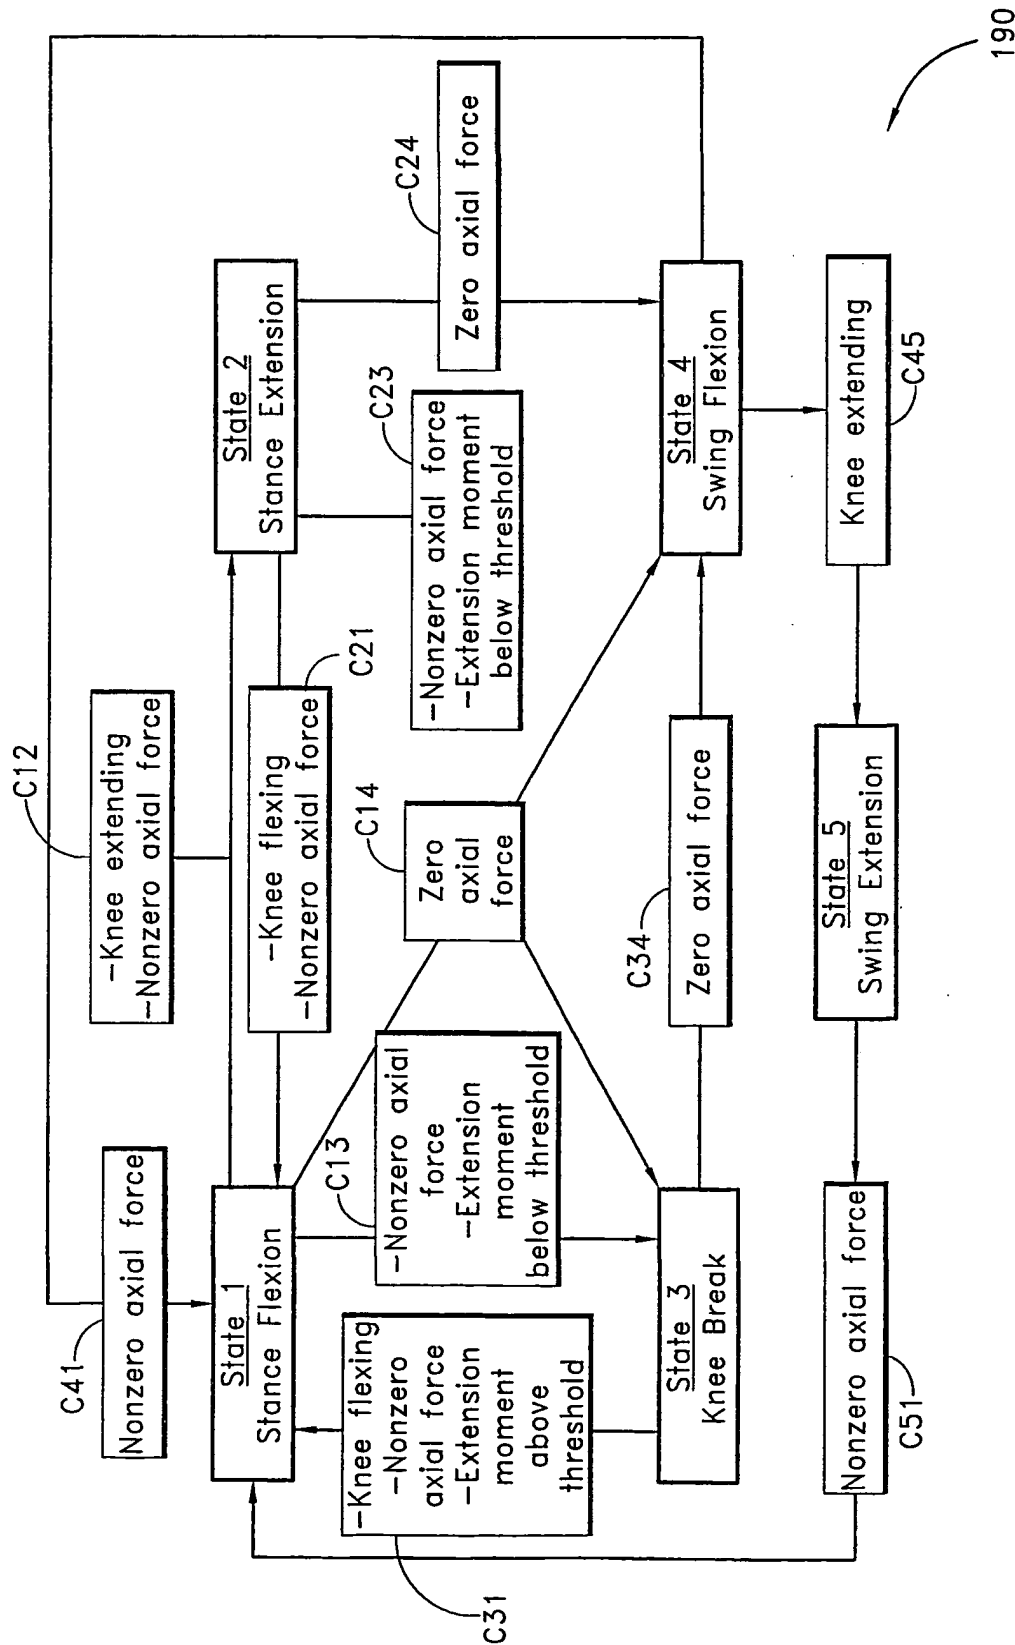 C12
C41
Nonzero axial force
-Knee extending
-Nonzero axial force
State 1
Stance Flexion
State 2
Stance Extension
-Knee flexing
-Nonzero axial force
C21
C31
-Knee flexing
-Nonzero
axial force
-Extension
moment
above
threshold
C13
-Nonzero axial
force
-Extension
moment
below threshold
C14
Zero
axial
force
C23
-Nonzero axial force
-Extension moment
below threshold
C24
Zero axial force
State 3
Knee Break
C34
Zero axial force
State 4
Swing Flexion
C51
Nonzero axial force
State 5
Swing Extension
Knee extending
C45
190